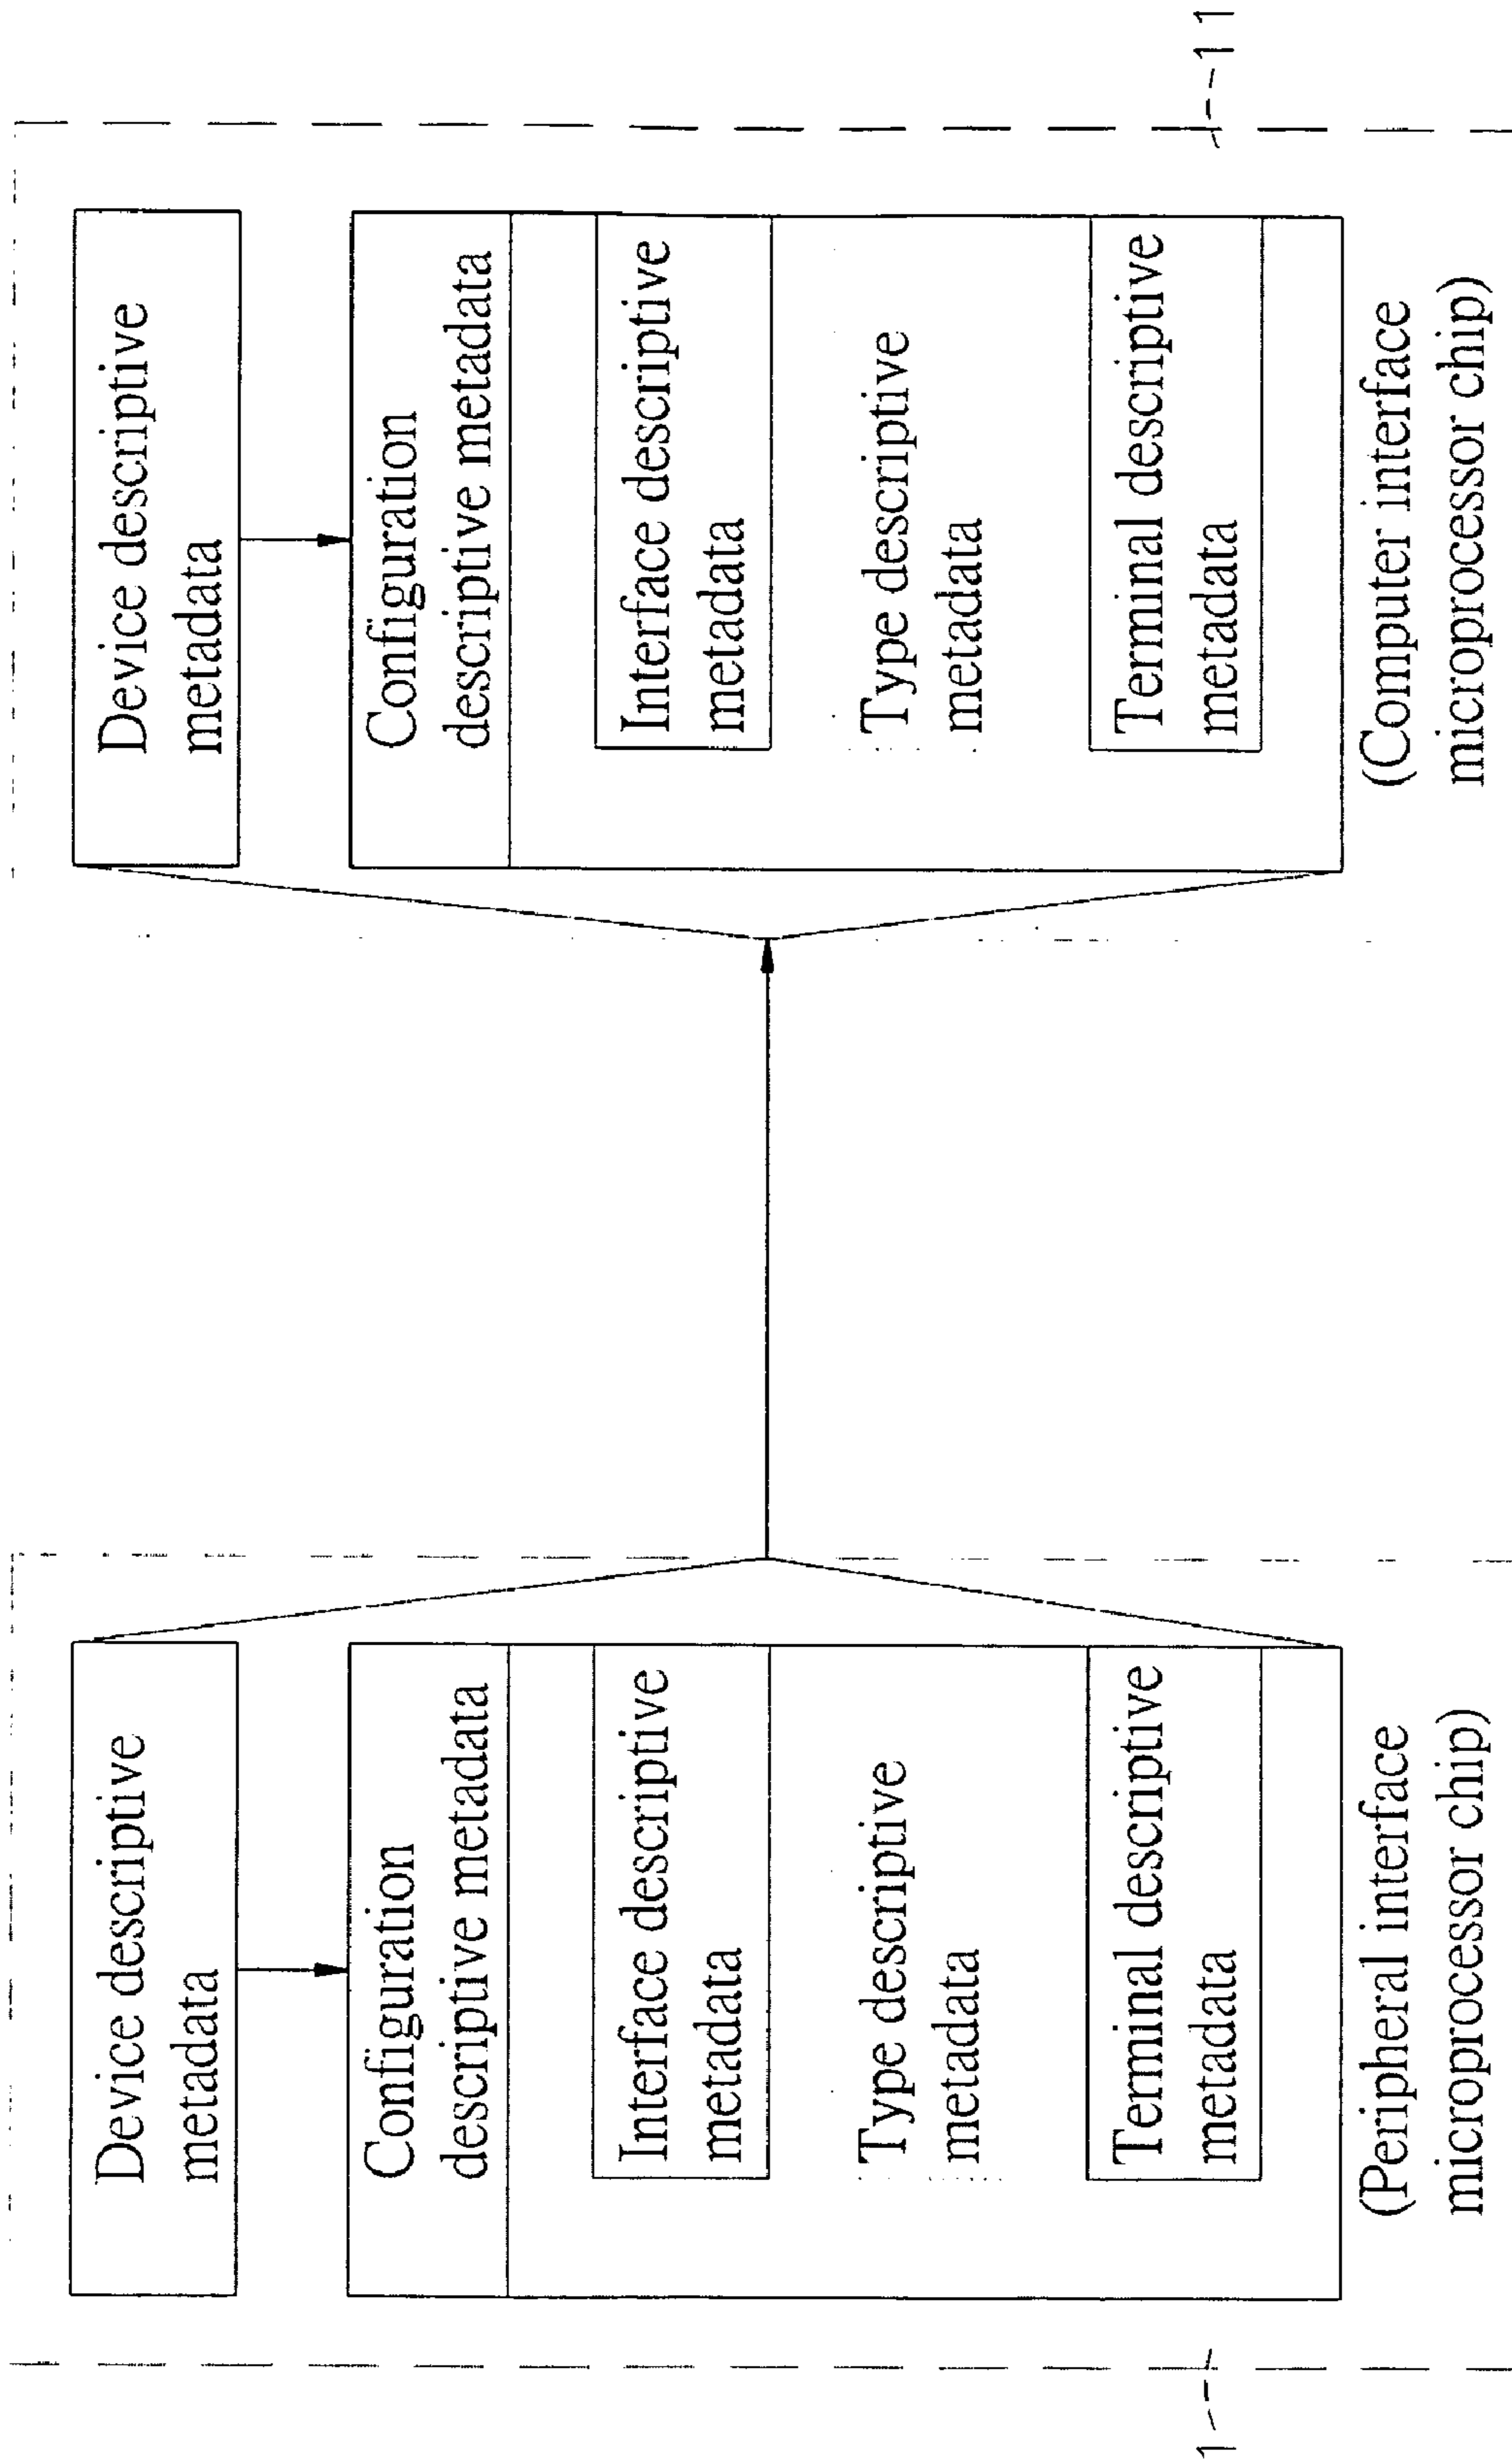 Device descriptive
metadata
Configuration
descriptive metadata
Interface descriptive
metadata
Type descriptive
metadata
Terminal descriptive
metadata
(Peripheral interface
microprocessor chip)
1
Device descriptive
metadata
Configuration
descriptive metadata
Interface descriptive
metadata
Type descriptive
metadata
Terminal descriptive
metadata
(Computer interface
microprocessor chip)
11